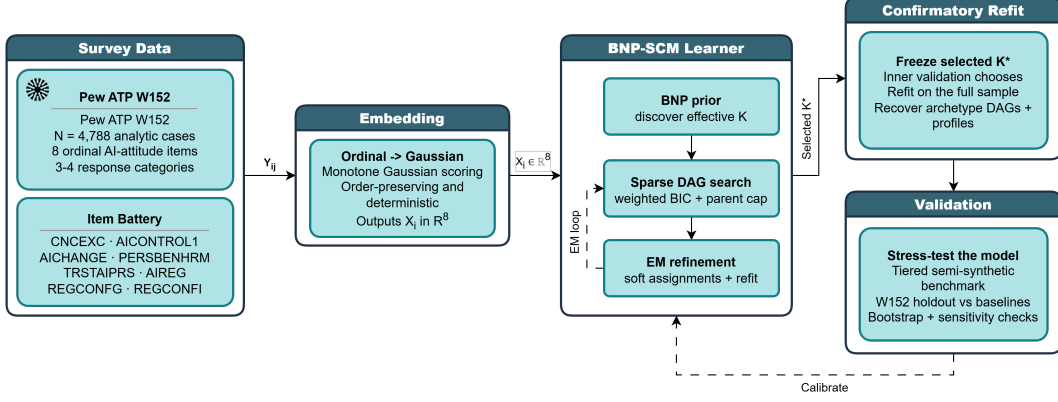 Survey Data
Pew ATP W152
Pew ATP W152
N = 4,788 analytic cases
8 ordinal AI-attitude items
3-4 response categories
Item Battery
CNCEXC · AICONTROL1
AICHANGE · PERSBENHRM
TRSTAIPRS · AIREG
REGCONFG · REGCONFI
Y_ij
Embedding
Ordinal -> Gaussian
Monotone Gaussian scoring
Order-preserving and
deterministic
Outputs X_i in R^8
X_i ∈ ℝ^8
BNP-SCM Learner
BNP prior
discover effective K
Sparse DAG search
weighted BIC + parent cap
EM loop
EM refinement
soft assignments + refit
Selected K*
Confirmatory Refit
Freeze selected K*
Inner validation chooses
Refit on the full sample
Recover archetype DAGs +
profiles
Validation
Stress-test the model
Tiered semi-synthetic
benchmark
W152 holdout vs baselines
Bootstrap + sensitivity checks
Calibrate